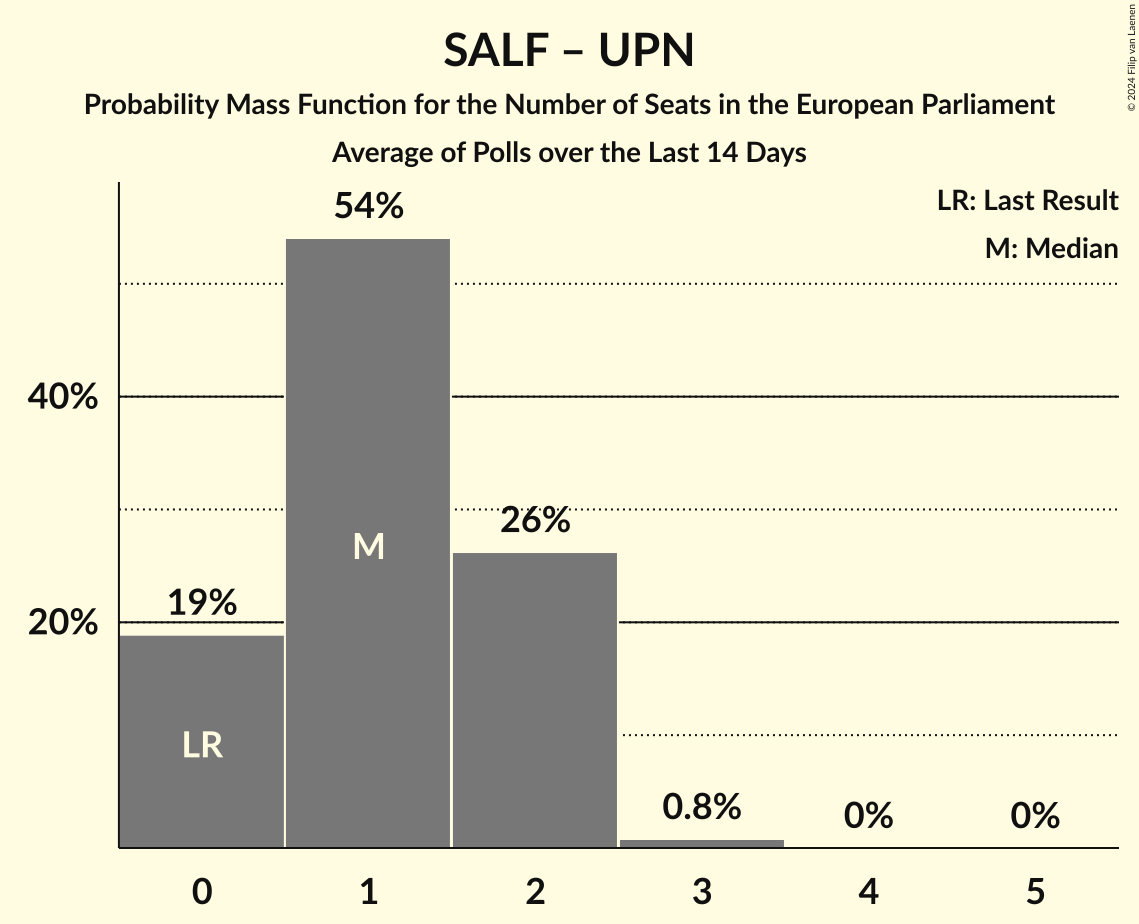 SALF – UPN
Probability Mass Function for the Number of Seats in the European Parliament
Average of Polls over the Last 14 Days
© 2024 Filip van Laenen
LR: Last Result
M: Median
54%
40%
26%
M
20%
19%
LR
0.8%
0%
0%
0 1 2 3 4 5